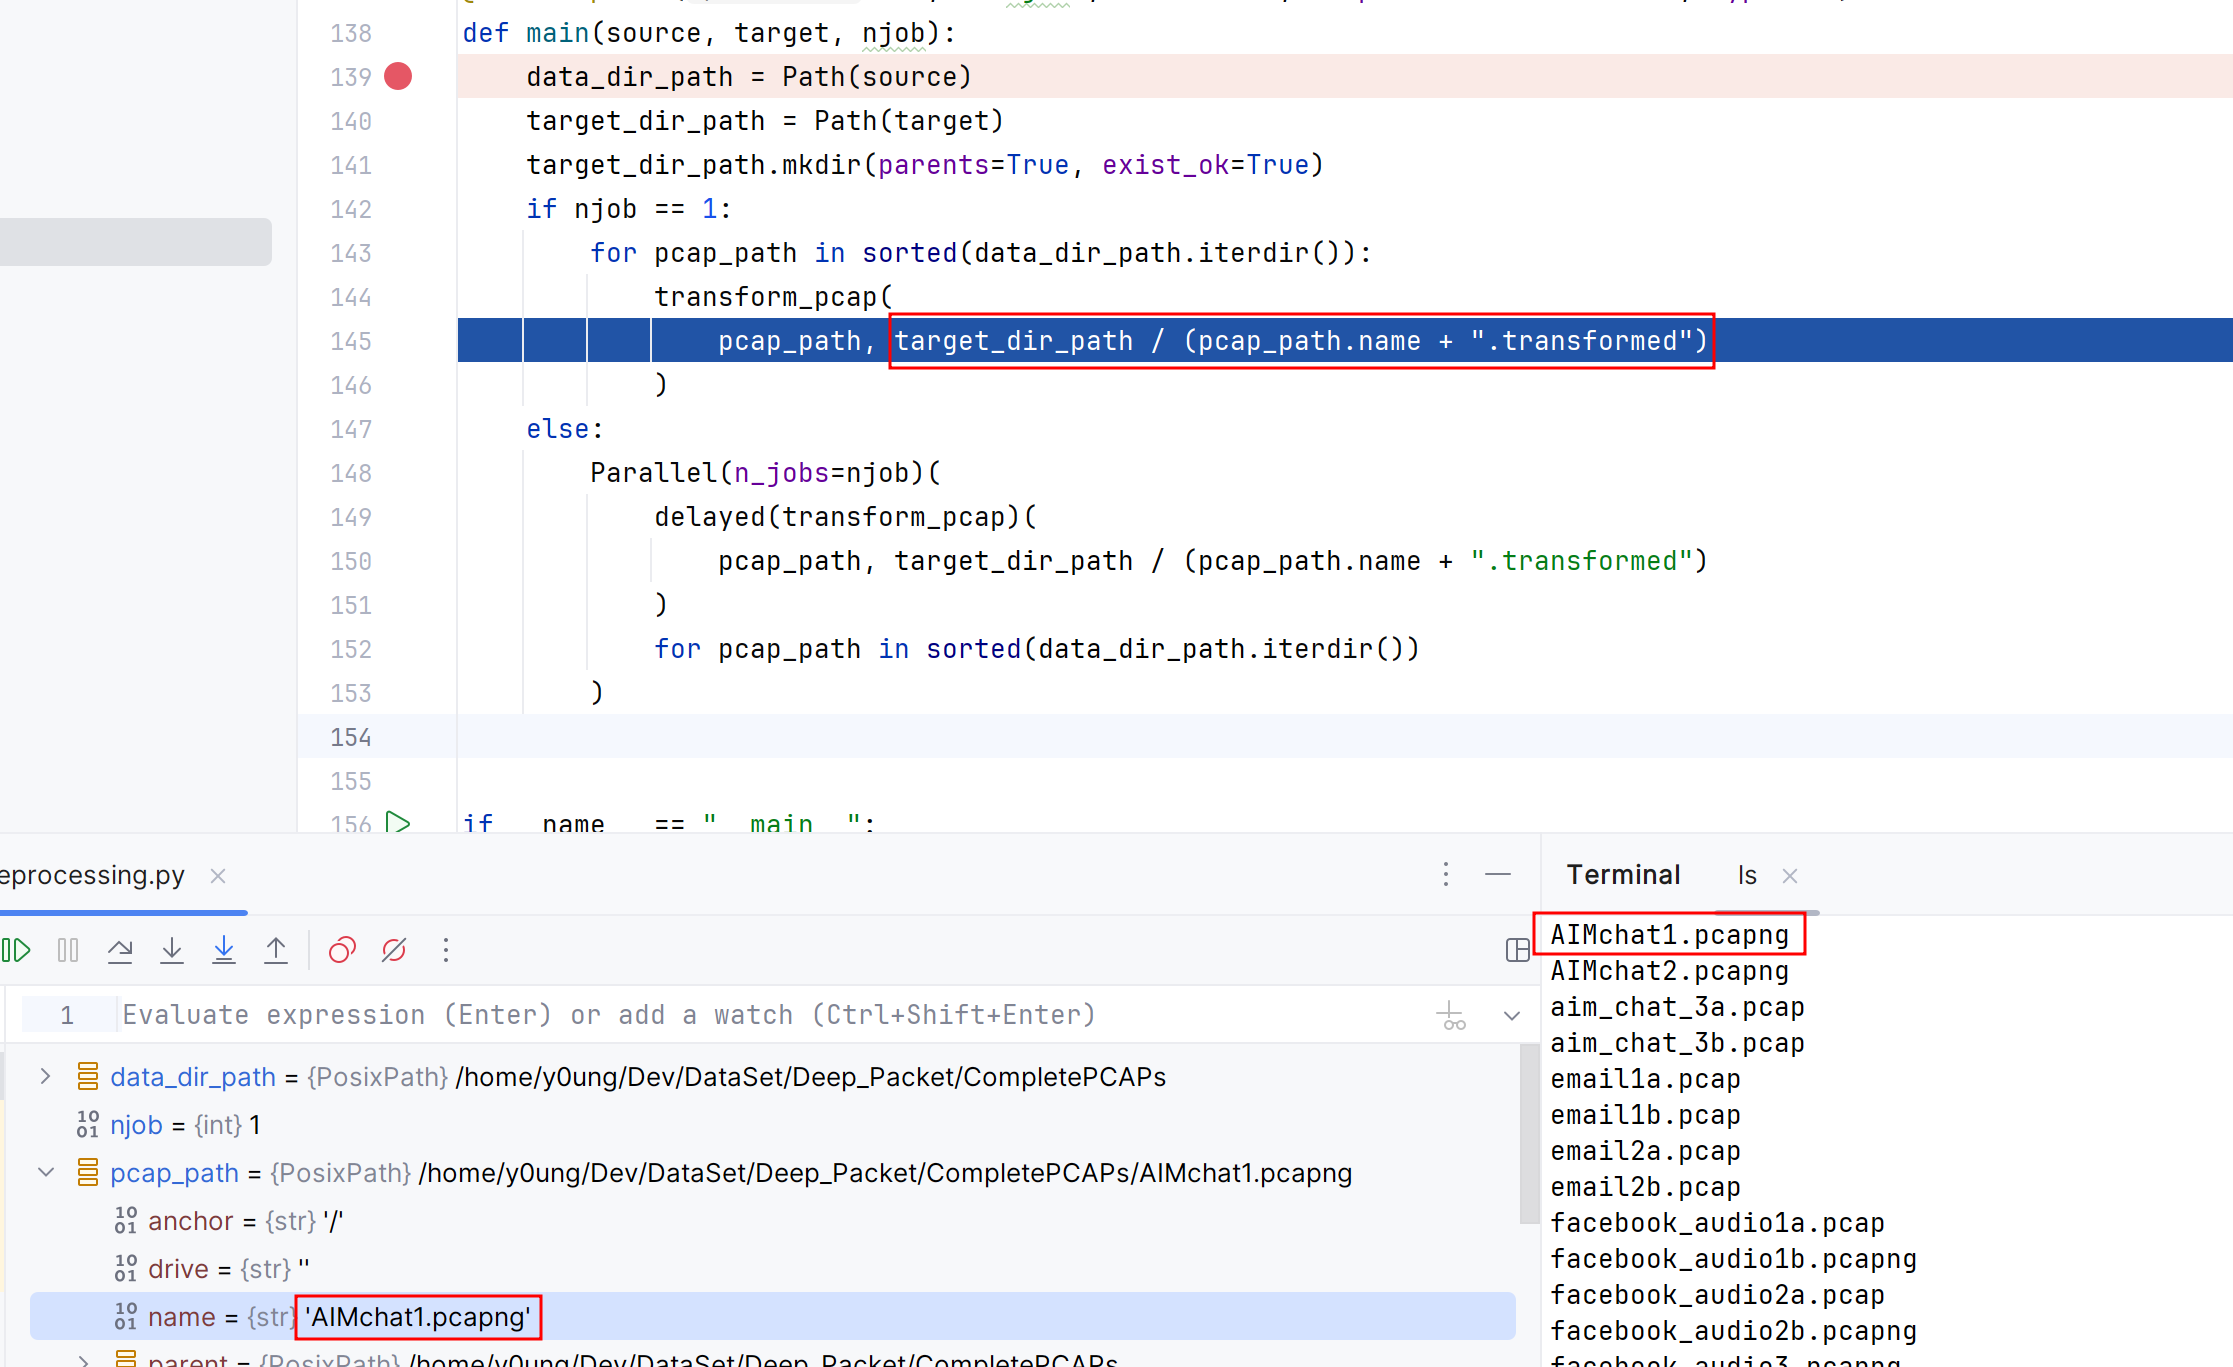 138 def main(source, target, njob):
139 data_dir_path = Path(source)
140 target_dir_path = Path(target)
141 target_dir_path.mkdir(parents=True, exist_ok=True)
142 if njob == 1:
143 for pcap_path in sorted(data_dir_path.iterdir()):
144 transform_pcap(
145 pcap_path, target_dir_path / (pcap_path.name + ".transformed")
146 )
147 else:
148 Parallel(n_jobs=njob)(
149 delayed(transform_pcap)(
150 pcap_path, target_dir_path / (pcap_path.name + ".transformed")
151 )
152 for pcap_path in sorted(data_dir_path.iterdir())
153 )
154
155
156 if __name__ == "__main__":
eprocessing.py
1 Evaluate expression (Enter) or add a watch (Ctrl+Shift+Enter)
data_dir_path = {PosixPath} /home/y0ung/Dev/DataSet/Deep_Packet/CompletePCAPs
njob = {int} 1
pcap_path = {PosixPath} /home/y0ung/Dev/DataSet/Deep_Packet/CompletePCAPs/AIMchat1.pcapng
anchor = {str} '/'
drive = {str} ''
name = {str} 'AIMchat1.pcapng'
parent = {PosixPath} /home/y0ung/Dev/DataSet/Deep_Packet/CompletePCAPs
Terminal ls
AIMchat1.pcapng
AIMchat2.pcapng
aim_chat_3a.pcap
aim_chat_3b.pcap
email1a.pcap
email1b.pcap
email2a.pcap
email2b.pcap
facebook_audio1a.pcap
facebook_audio1b.pcapng
facebook_audio2a.pcap
facebook_audio2b.pcapng
facebook_audio3.pcapng